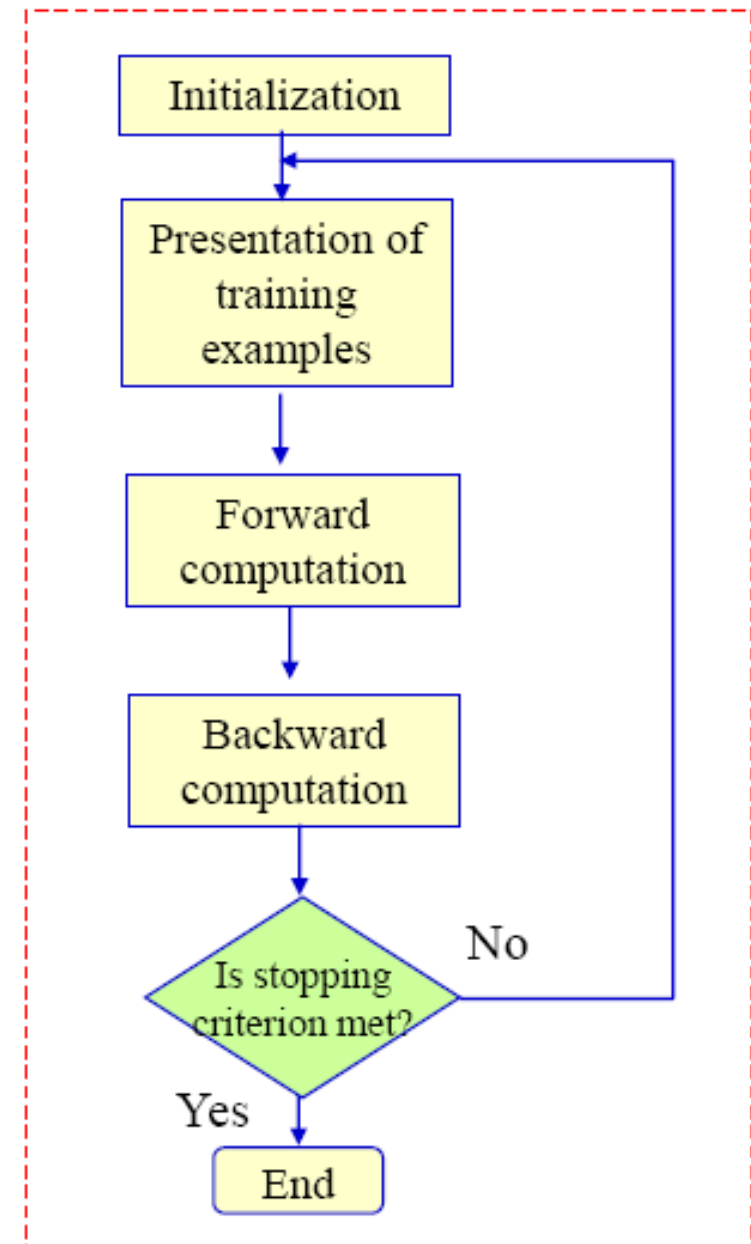 Initialization
Presentation of
training
examples
Forward
computation
Backward
computation
Is stopping
criterion met?
No
Yes
End